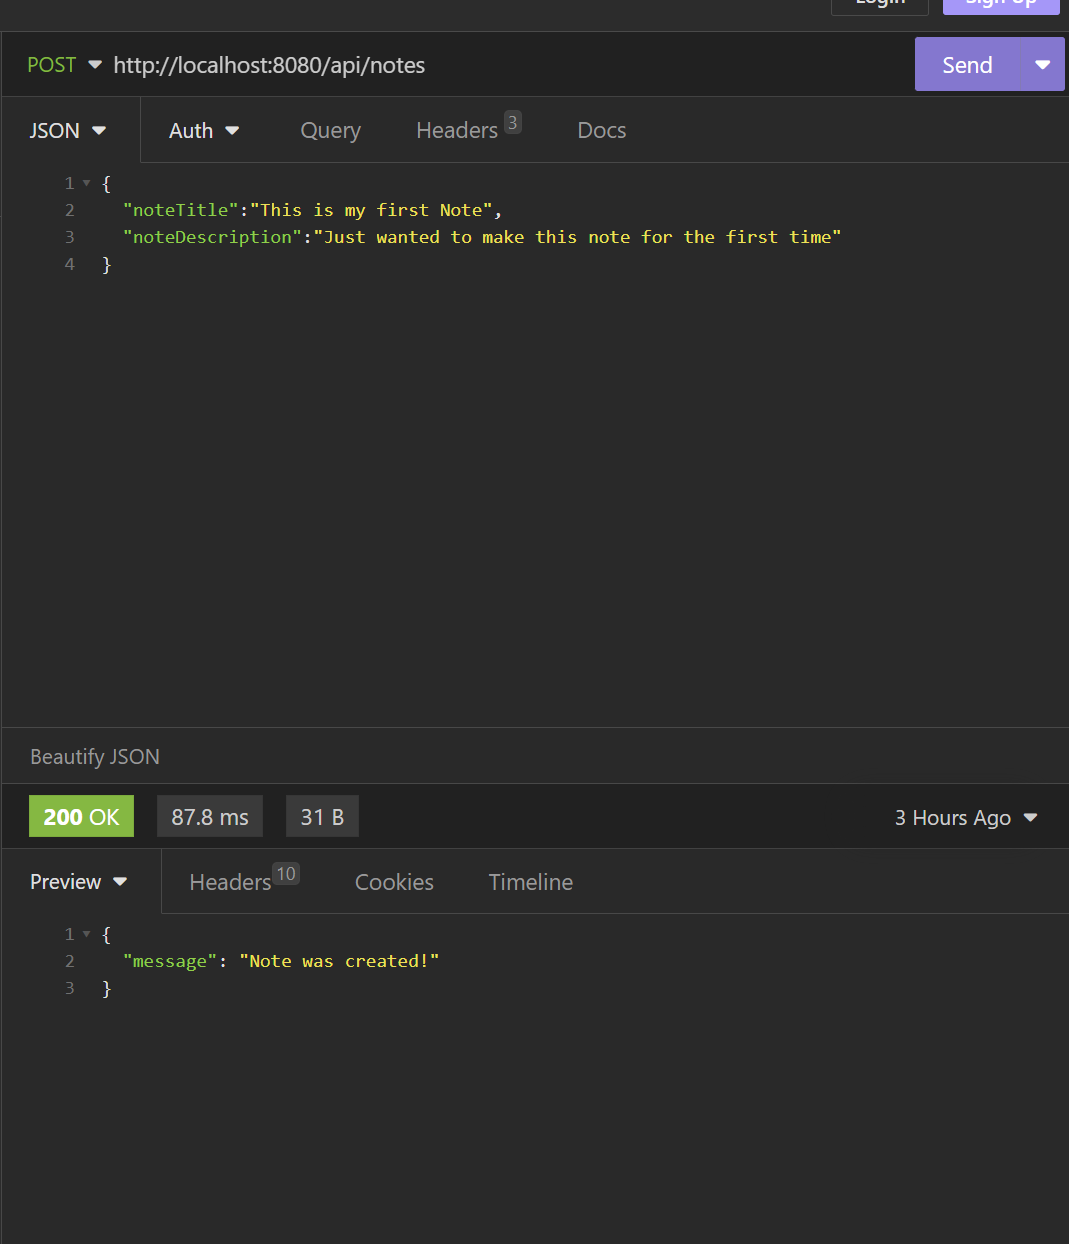 Login Sign Up
POST http://localhost:8080/api/notes Send
JSON Auth Query Headers 3 Docs
1 {
2 "noteTitle":"This is my first Note",
3 "noteDescription":"Just wanted to make this note for the first time"
4 }
Beautify JSON
200 OK 87.8 ms 31 B 3 Hours Ago
Preview Headers 10 Cookies Timeline
1 {
2 "message": "Note was created!"
3 }